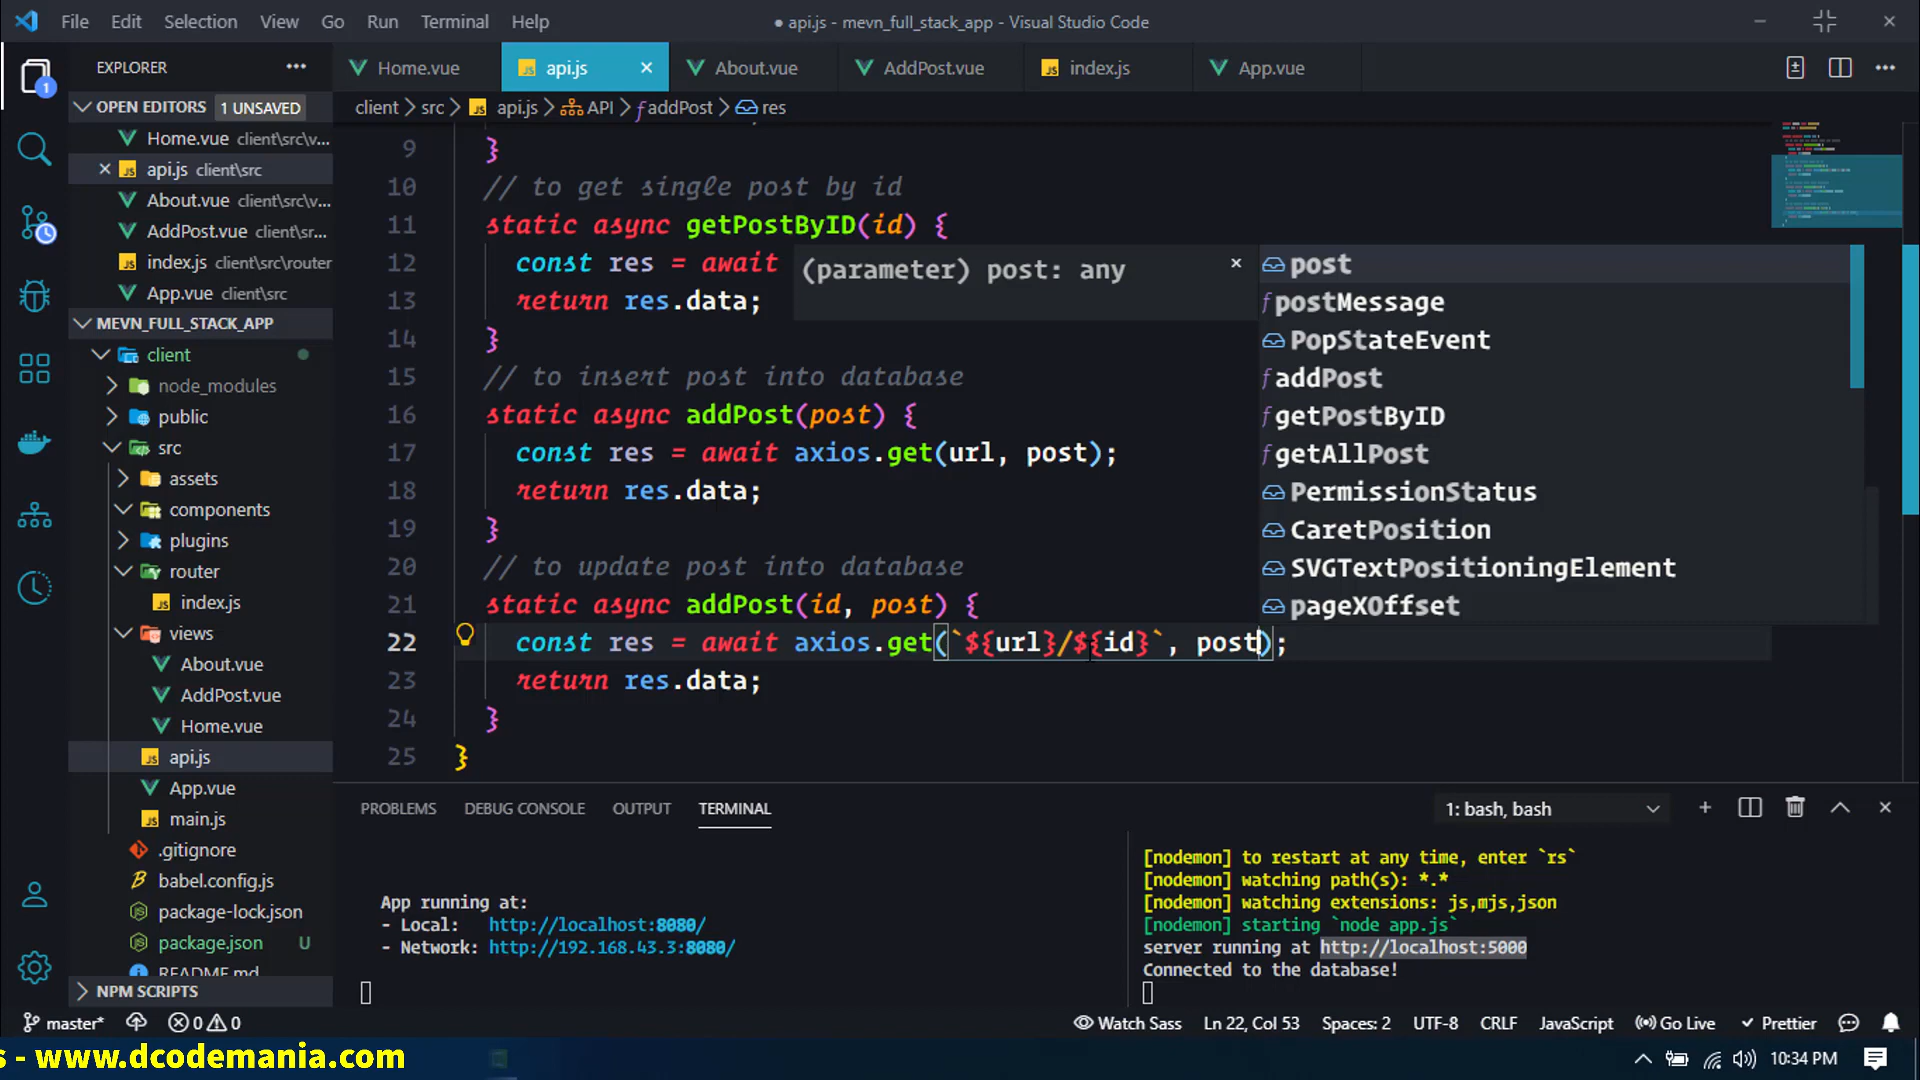 File Edit Selection View Go Run Terminal Help
● api.js - mevn_full_stack_app - Visual Studio Code
EXPLORER
OPEN EDITORS 1 UNSAVED
Home.vue client\src\v...
api.js client\src
About.vue client\src\v...
AddPost.vue client\sr...
index.js client\src\router
App.vue client\src
MEVN_FULL_STACK_APP
client
node_modules
public
src
assets
components
plugins
router
index.js
views
About.vue
AddPost.vue
Home.vue
api.js
App.vue
main.js
.gitignore
babel.config.js
package-lock.json
package.json U
README.md
NPM SCRIPTS
Home.vue api.js About.vue AddPost.vue index.js App.vue
client > src > api.js > API > addPost > res
9 }
10 // to get single post by id
11 static async getPostByID(id) {
12 const res = await
13 return res.data;
14 }
15 // to insert post into database
16 static async addPost(post) {
17 const res = await axios.get(url, post);
18 return res.data;
19 }
20 // to update post into database
21 static async addPost(id, post) {
22 const res = await axios.get(`${url}/${id}`, post);
23 return res.data;
24 }
25 }
(parameter) post: any
post
postMessage
PopStateEvent
addPost
getPostByID
getAllPost
PermissionStatus
CaretPosition
SVGTextPositioningElement
pageXOffset
PROBLEMS DEBUG CONSOLE OUTPUT TERMINAL
1: bash, bash
App running at:
- Local: http://localhost:8080/
- Network: http://192.168.43.3:8080/
[nodemon] to restart at any time, enter `rs`
[nodemon] watching path(s): *.*
[nodemon] watching extensions: js,mjs,json
[nodemon] starting `node app.js`
server running at http://localhost:5000
Connected to the database!
master* 0 0
Watch Sass Ln 22, Col 53 Spaces: 2 UTF-8 CRLF JavaScript Go Live Prettier
s - www.dcodemania.com
10:34 PM